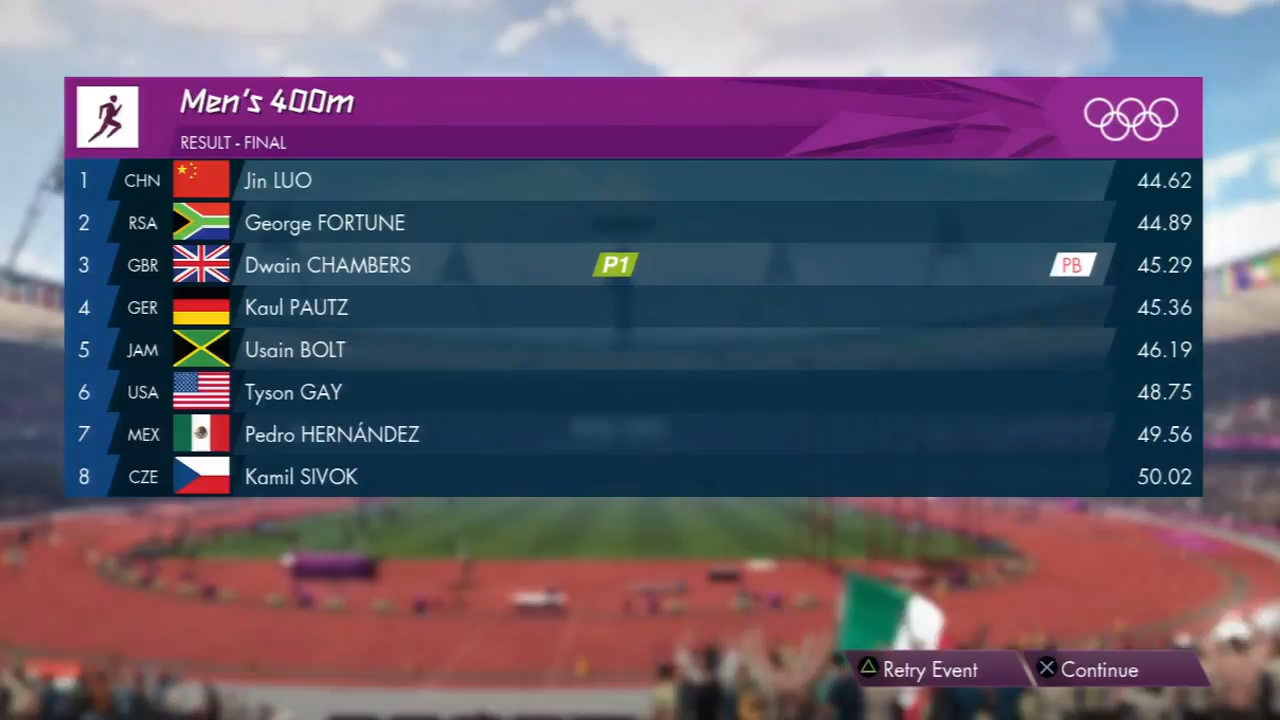 Men's 400m
RESULT - FINAL
1 CHN Jin LUO 44.62
2 RSA George FORTUNE 44.89
3 GBR Dwain CHAMBERS P1 PB 45.29
4 GER Kaul PAUTZ 45.36
5 JAM Usain BOLT 46.19
6 USA Tyson GAY 48.75
7 MEX Pedro HERNÁNDEZ 49.56
8 CZE Kamil SIVOK 50.02
Retry Event Continue